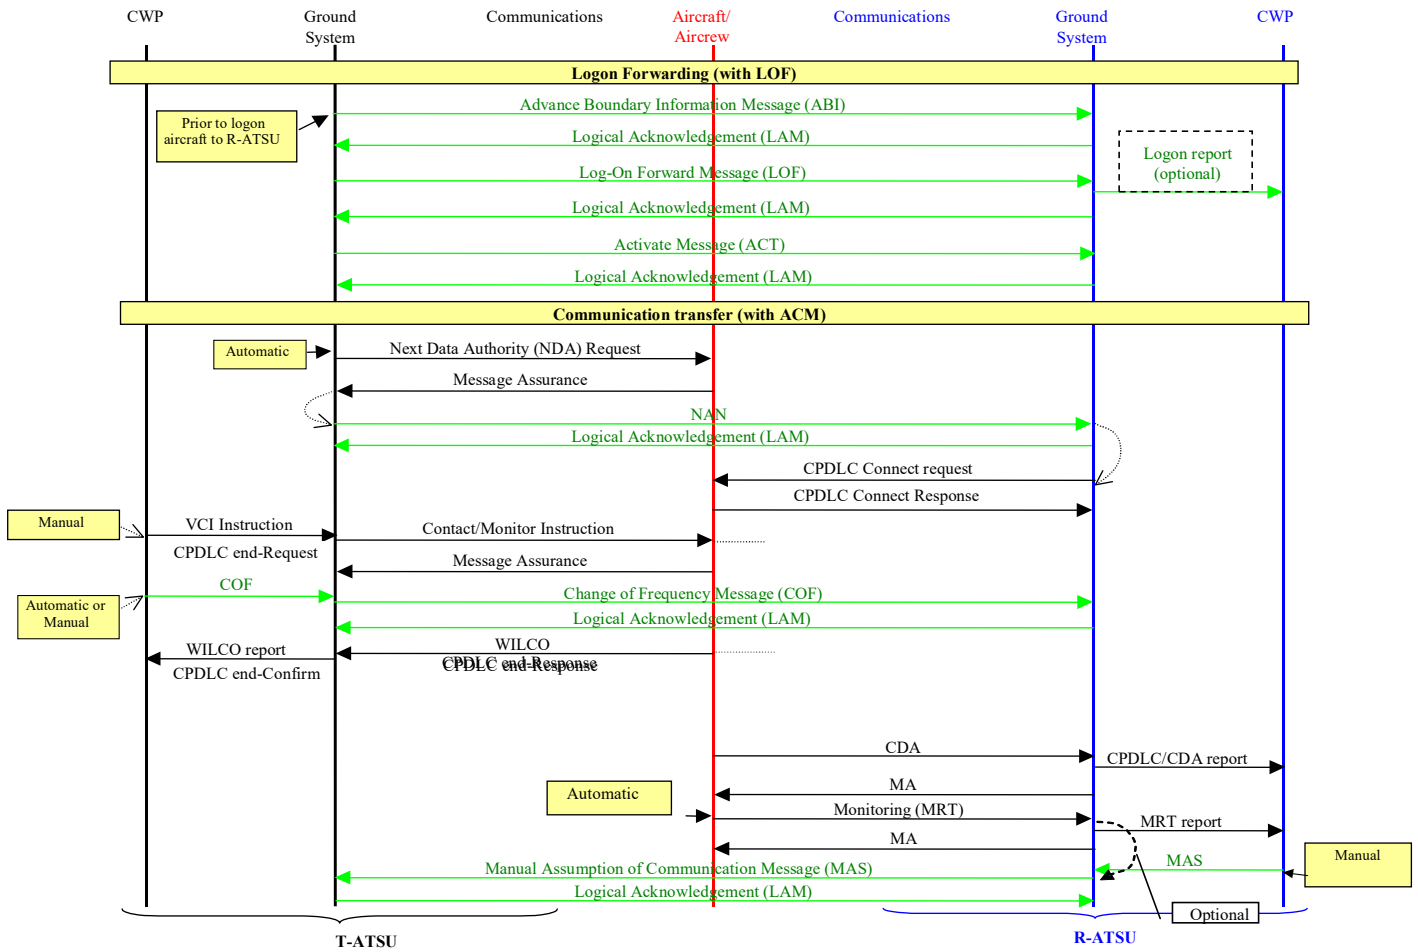 CWP
Ground
System
Communications
Aircraft/
Aircrew
Communications
Ground
System
CWP
Logon Forwarding (with LOF)
Advance Boundary Information Message (ABI)
Prior to logon
aircraft to R-ATSU
Logical Acknowledgement (LAM)
Logon report
(optional)
Log-On Forward Message (LOF)
Logical Acknowledgement (LAM)
Activate Message (ACT)
Logical Acknowledgement (LAM)
Communication transfer (with ACM)
Automatic
Next Data Authority (NDA) Request
Message Assurance
NAN
Logical Acknowledgement (LAM)
CPDLC Connect request
CPDLC Connect Response
Manual
VCI Instruction
Contact/Monitor Instruction
CPDLC end-Request
Message Assurance
COF
Change of Frequency Message (COF)
Automatic or
Manual
Logical Acknowledgement (LAM)
WILCO report
WILCO
CPDLC end-Response
CPDLC end-Response
CPDLC end-Confirm
CDA
CPDLC/CDA report
MA
Automatic
Monitoring (MRT)
MRT report
MA
Manual
MAS
Manual Assumption of Communication Message (MAS)
Logical Acknowledgement (LAM)
Optional
T-ATSU
R-ATSU